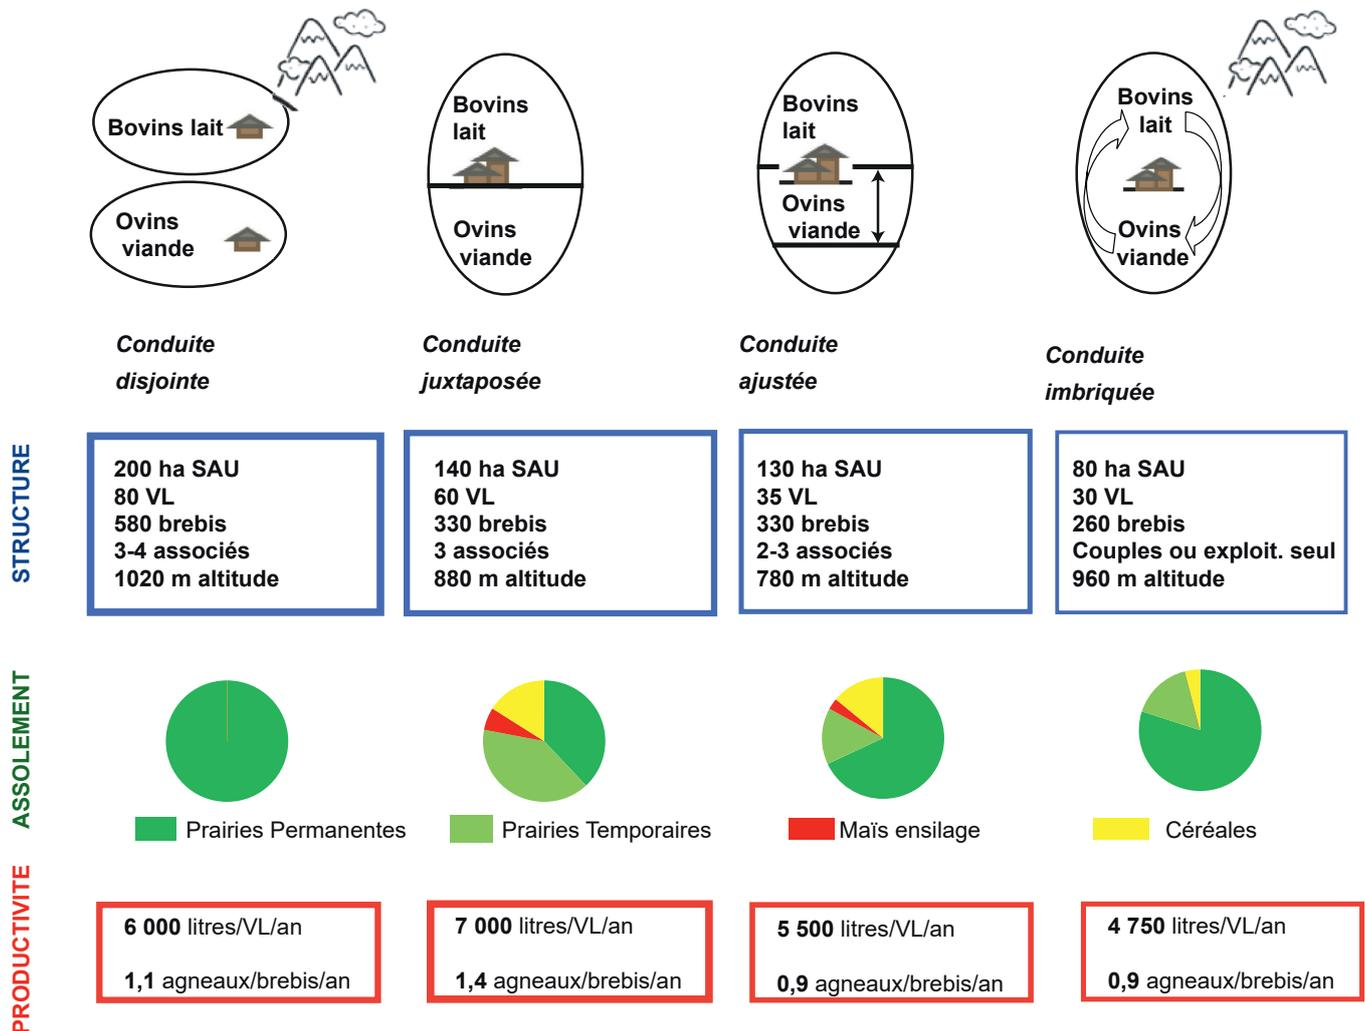 Bovins lait
Ovins
viande
Bovins
lait
Ovins
viande
Bovins
lait
Ovins
viande
Bovins
lait
Ovins
viande
Conduite
disjointe
Conduite
juxtaposée
Conduite
ajustée
Conduite
imbriquée
STRUCTURE
200 ha SAU
80 VL
580 brebis
3-4 associés
1020 m altitude
140 ha SAU
60 VL
330 brebis
3 associés
880 m altitude
130 ha SAU
35 VL
330 brebis
2-3 associés
780 m altitude
80 ha SAU
30 VL
260 brebis
Couples ou exploit. seul
960 m altitude
ASSOLEMENT
Prairies Permanentes
Prairies Temporaires
Maïs ensilage
Céréales
PRODUCTIVITE
6 000 litres/VL/an
1,1 agneaux/brebis/an
7 000 litres/VL/an
1,4 agneaux/brebis/an
5 500 litres/VL/an
0,9 agneaux/brebis/an
4 750 litres/VL/an
0,9 agneaux/brebis/an